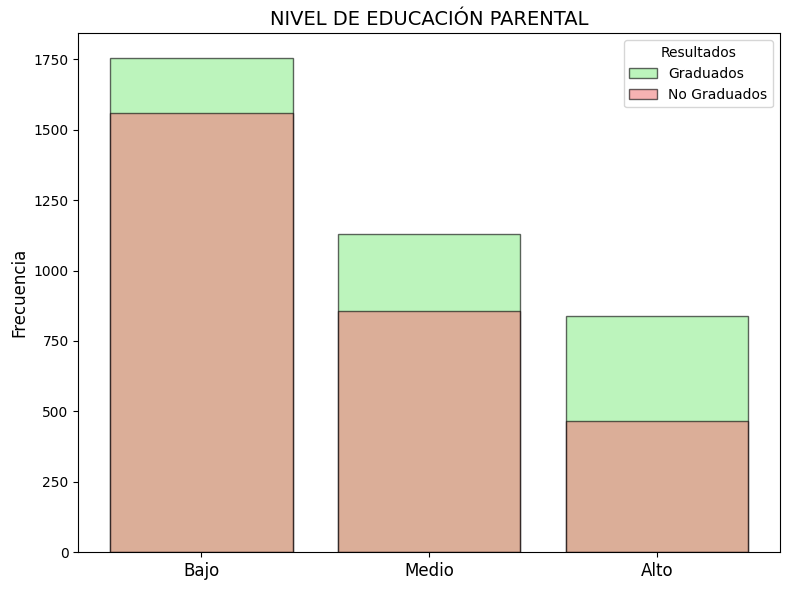 NIVEL DE EDUCACIÓN PARENTAL
Resultados
Graduados
No Graduados
Frecuencia
1750
1500
1250
1000
750
500
250
0
Bajo
Medio
Alto